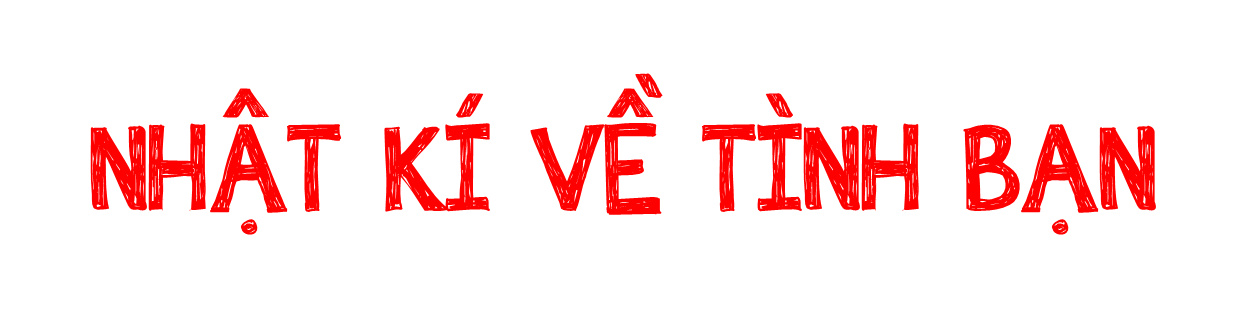 NHẬT KÍ VỀ TÌNH BẠN